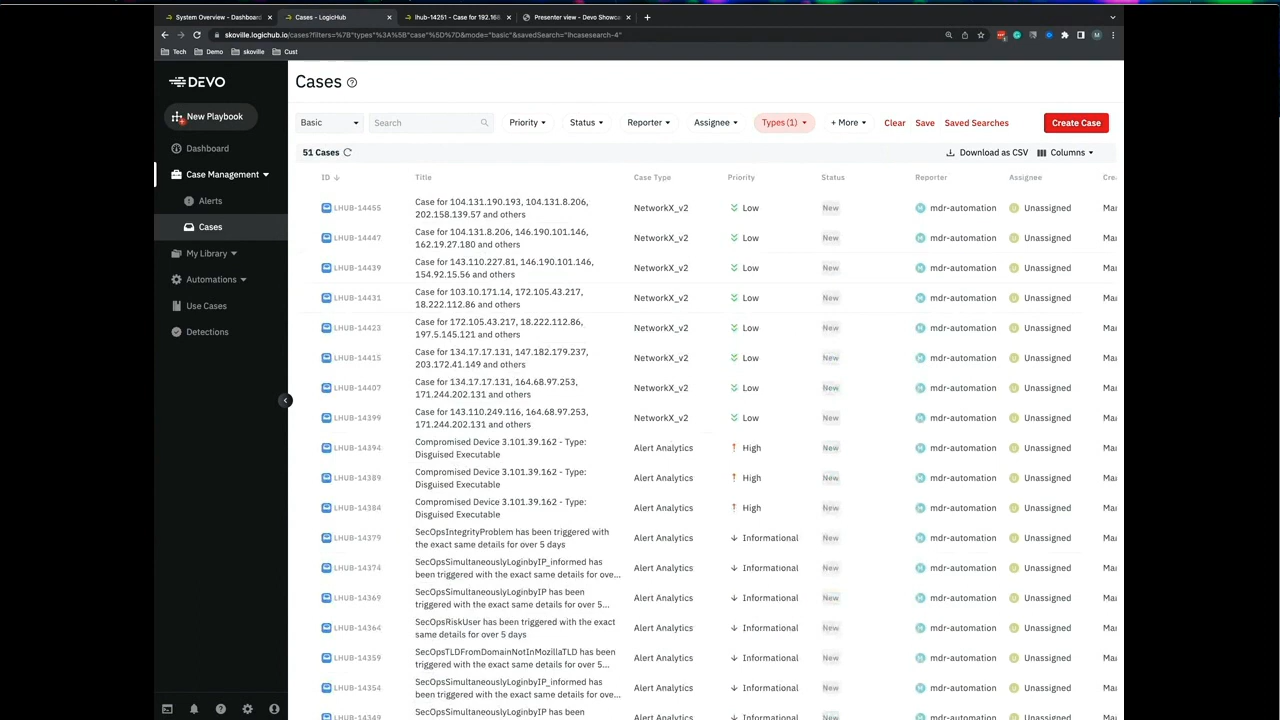 System Overview - Dashboard
Cases - LogicHub
lhub-14251 - Case for 192.168
Presenter view - Devo Showca
skoville.logichub.io/cases?filters=%7B"types"%3A%5B"case"%5D%7D&mode="basic"&savedSearch="lhcasesearch-4"
Tech Demo skoville Cust
DEVO
New Playbook
Dashboard
Case Management
Alerts
Cases
My Library
Automations
Use Cases
Detections
Cases
Basic Search Priority Status Reporter Assignee Types (1) + More Clear Save Saved Searches Create Case
51 Cases Download as CSV Columns
ID Title Case Type Priority Status Reporter Assignee Crea
LHUB-14455 Case for 104.131.190.193, 104.131.8.206, NetworkX_v2 Low New mdr-automation Unassigned Mar
202.158.139.57 and others
LHUB-14447 Case for 104.131.8.206, 146.190.101.146, NetworkX_v2 Low New mdr-automation Unassigned Mar
162.19.27.180 and others
LHUB-14439 Case for 143.110.227.81, 146.190.101.146, NetworkX_v2 Low New mdr-automation Unassigned Mar
154.92.15.56 and others
LHUB-14431 Case for 103.10.171.14, 172.105.43.217, NetworkX_v2 Low New mdr-automation Unassigned Mar
18.222.112.86 and others
LHUB-14423 Case for 172.105.43.217, 18.222.112.86, NetworkX_v2 Low New mdr-automation Unassigned Mar
197.5.145.121 and others
LHUB-14415 Case for 134.17.17.131, 147.182.179.237, NetworkX_v2 Low New mdr-automation Unassigned Mar
203.172.41.149 and others
LHUB-14407 Case for 134.17.17.131, 164.68.97.253, NetworkX_v2 Low New mdr-automation Unassigned Mar
171.244.202.131 and others
LHUB-14399 Case for 143.110.249.116, 164.68.97.253, NetworkX_v2 Low New mdr-automation Unassigned Mar
171.244.202.131 and others
LHUB-14394 Compromised Device 3.101.39.162 - Type: Alert Analytics High New mdr-automation Unassigned Mar
Disguised Executable
LHUB-14389 Compromised Device 3.101.39.162 - Type: Alert Analytics High New mdr-automation Unassigned Mar
Disguised Executable
LHUB-14384 Compromised Device 3.101.39.162 - Type: Alert Analytics High New mdr-automation Unassigned Mar
Disguised Executable
LHUB-14379 SecOpsIntegrityProblem has been triggered with Alert Analytics Informational New mdr-automation Unassigned Mar
the exact same details for over 5 days
LHUB-14374 SecOpsSimultaneouslyLoginbyIP_informed has Alert Analytics Informational New mdr-automation Unassigned Mar
been triggered with the exact same details for ove...
LHUB-14369 SecOpsSimultaneouslyLoginbyIP has been Alert Analytics Informational New mdr-automation Unassigned Mar
triggered with the exact same details for over 5...
LHUB-14364 SecOpsRiskUser has been triggered with the exact Alert Analytics Informational New mdr-automation Unassigned Mar
same details for over 5 days
LHUB-14359 SecOpsTLDFromDomainNotInMozillaTLD has been Alert Analytics Informational New mdr-automation Unassigned Mar
triggered with the exact same details for over 5...
LHUB-14354 SecOpsSimultaneouslyLoginbyIP_informed has Alert Analytics Informational New mdr-automation Unassigned Mar
been triggered with the exact same details for ove...
LHUB-14349 SecOpsSimultaneouslyLoginbyIP has been Alert Analytics Informational New mdr-automation Unassigned Mar